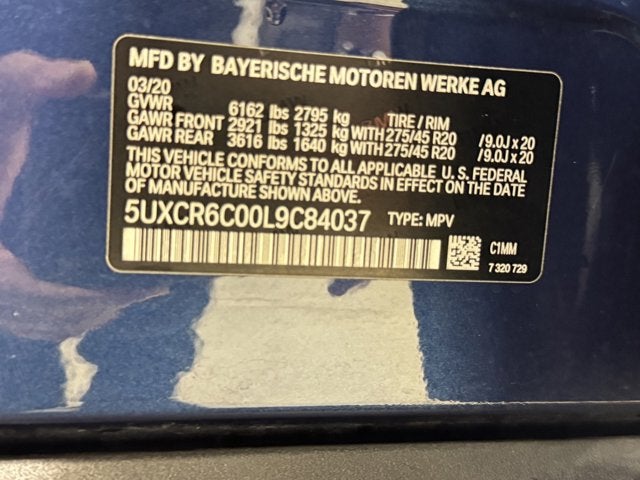 MFD BY BAYERISCHE MOTOREN WERKE AG
03/20
GVWR 6162 lbs 2795 kg TIRE / RIM
GAWR FRONT 2921 lbs 1325 kg WITH 275/45 R20 /9.0J x 20
GAWR REAR 3616 lbs 1640 kg WITH 275/45 R20 /9.0J x 20
THIS VEHICLE CONFORMS TO ALL APPLICABLE U.S. FEDERAL
MOTOR VEHICLE SAFETY STANDARDS IN EFFECT ON THE DATE
OF MANUFACTURE SHOWN ABOVE.
5UXCR6C00L9C84037 TYPE: MPV
C1MM
7 320 729